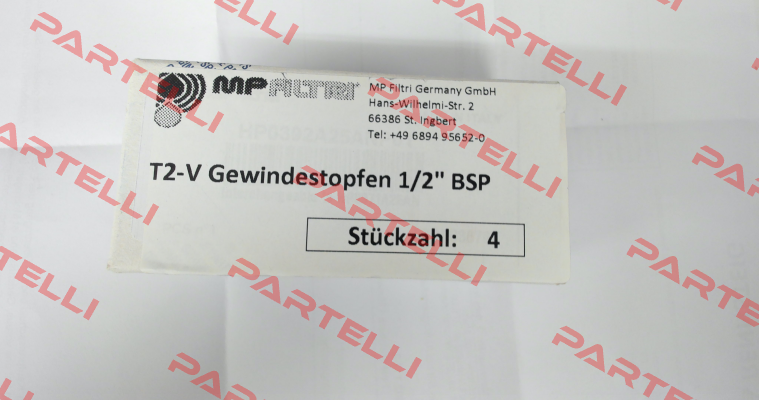 MP FILTRI
MP Filtri Germany GmbH
Hans-Wilhelmi-Str. 2
66386 St. Ingbert
Tel: +49 6894 95652-0
T2-V Gewindestopfen 1/2" BSP
Stückzahl: 4
PARTELLI
PARTELLI
PARTELLI
PARTELLI
PARTELLI
PARTELLI
PARTELLI
PARTELLI
PARTELLI
PARTELLI